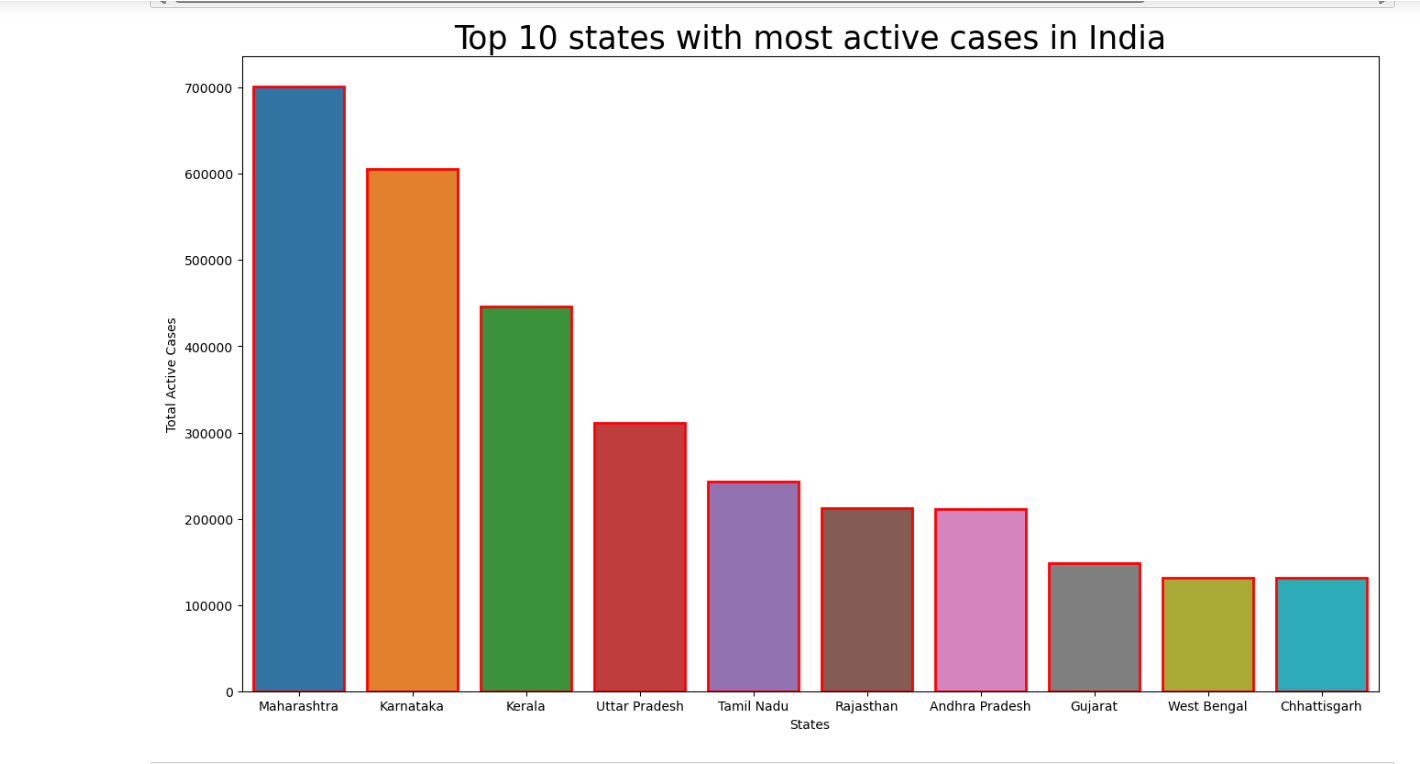 Top 10 states with most active cases in India
700000
600000
500000
400000
300000
200000
100000
0
Total Active Cases
Maharashtra Karnataka Kerala Uttar Pradesh Tamil Nadu Rajasthan Andhra Pradesh Gujarat West Bengal Chhattisgarh
States